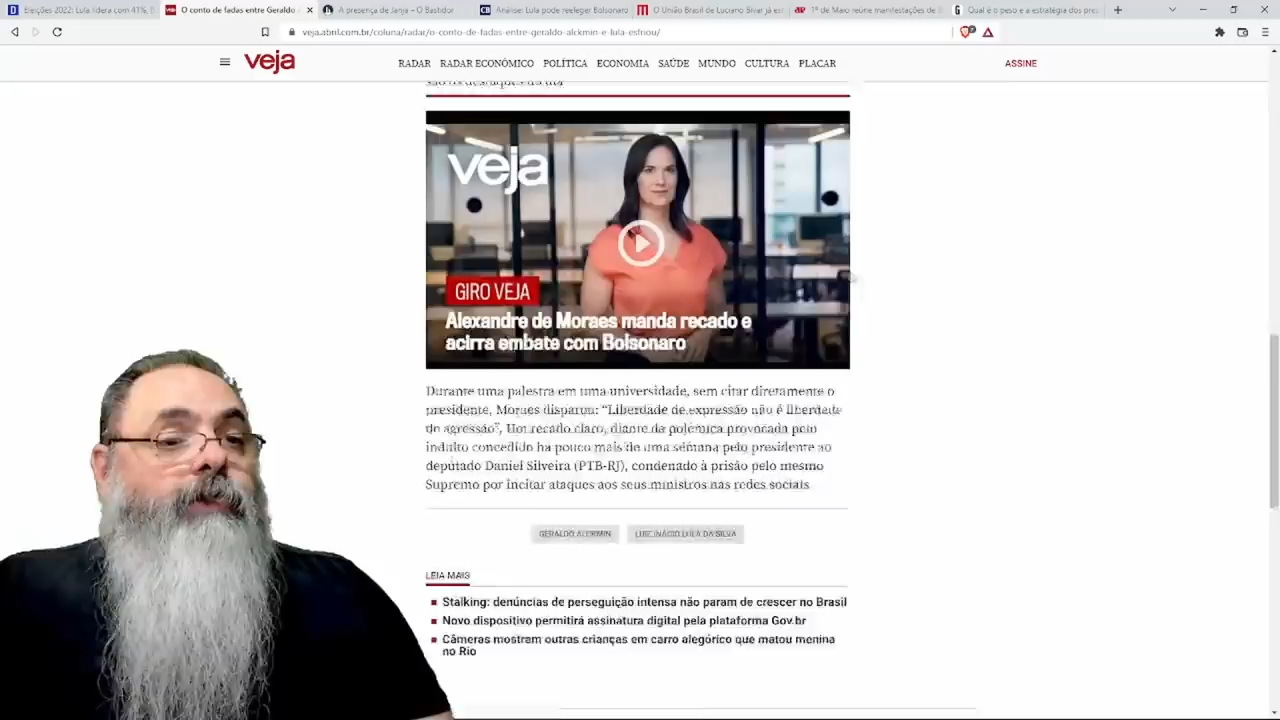 Eleições 2022: Lula lidera com 41%, B
O conto de fadas entre Geraldo A
A presença de Janja – O Bastidor
Análise: Lula pode reeleger Bolsonaro
O União Brasil de Luciano Bivar já es
1º de Maio reúne manifestações de
Qual é o peso e a estratégia dos pres
veja.abril.com.br/coluna/radar/o-conto-de-fadas-entre-geraldo-alckmin-e-lula-esfriou/
veja
RADAR RADAR ECONÔMICO POLÍTICA ECONOMIA SAÚDE MUNDO CULTURA PLACAR
ASSINE
veja
GIRO VEJA
Alexandre de Moraes manda recado e
acirra embate com Bolsonaro
Durante uma palestra em uma universidade, sem citar diretamente o
presidente, Moraes disparou: “Liberdade de expressão não é liberdade
de agressão”. Um recado claro, diante da polêmica provocada pelo
indulto concedido há pouco mais de uma semana pelo presidente ao
deputado Daniel Silveira (PTB-RJ), condenado à prisão pelo mesmo
Supremo por incitar ataques aos seus ministros nas redes sociais
GERALDO ALCKMIN
LUIZ INÁCIO LULA DA SILVA
LEIA MAIS
Stalking: denúncias de perseguição intensa não param de crescer no Brasil
Novo dispositivo permitirá assinatura digital pela plataforma Gov.br
Câmeras mostram outras crianças em carro alegórico que matou menina
no Rio